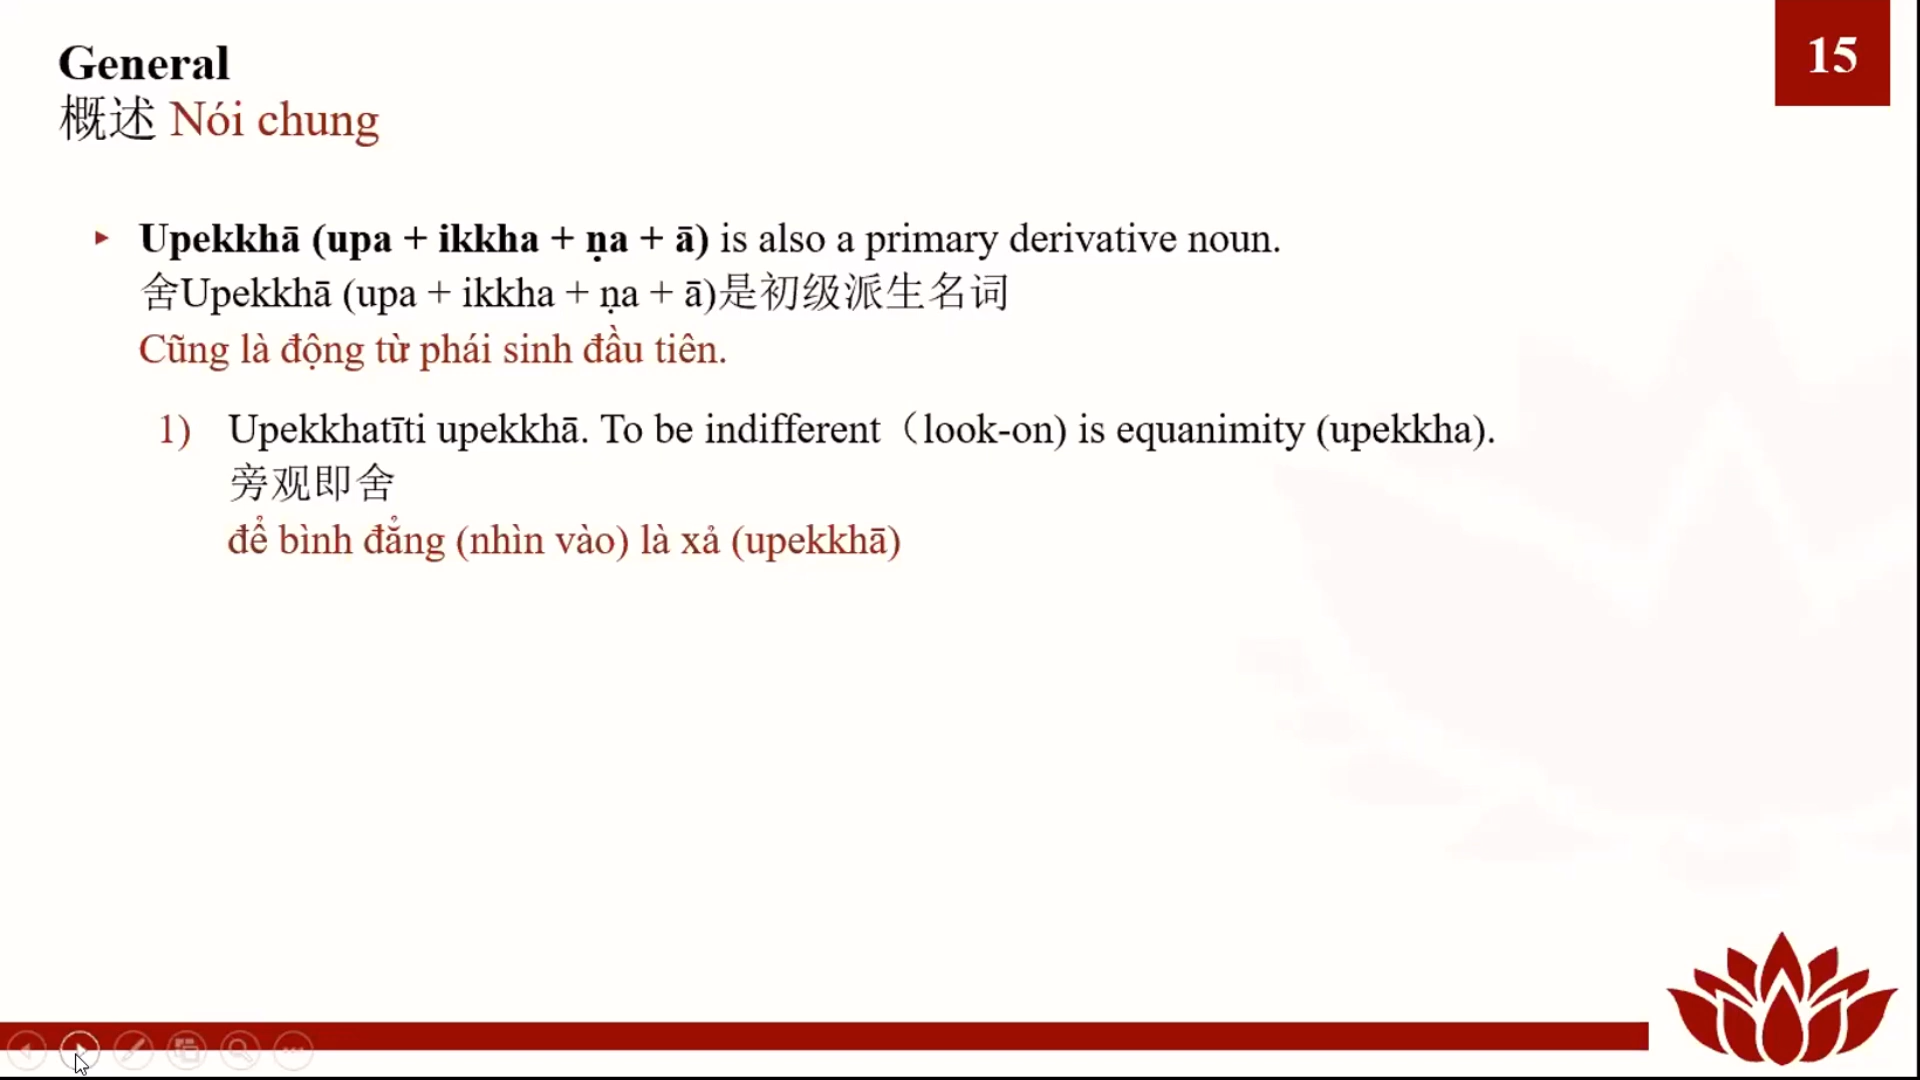 General
15
概述 Nói chung
Upekkhā (upa + ikkha + ṇa + ā) is also a primary derivative noun.
舍Upekkhā (upa + ikkha + ṇa + ā)是初级派生名词
Cũng là động từ phái sinh đầu tiên.
1) Upekkhatīti upekkhā. To be indifferent（look-on) is equanimity (upekkha).
旁观即舍
để bình đẳng (nhìn vào) là xả (upekkhā)